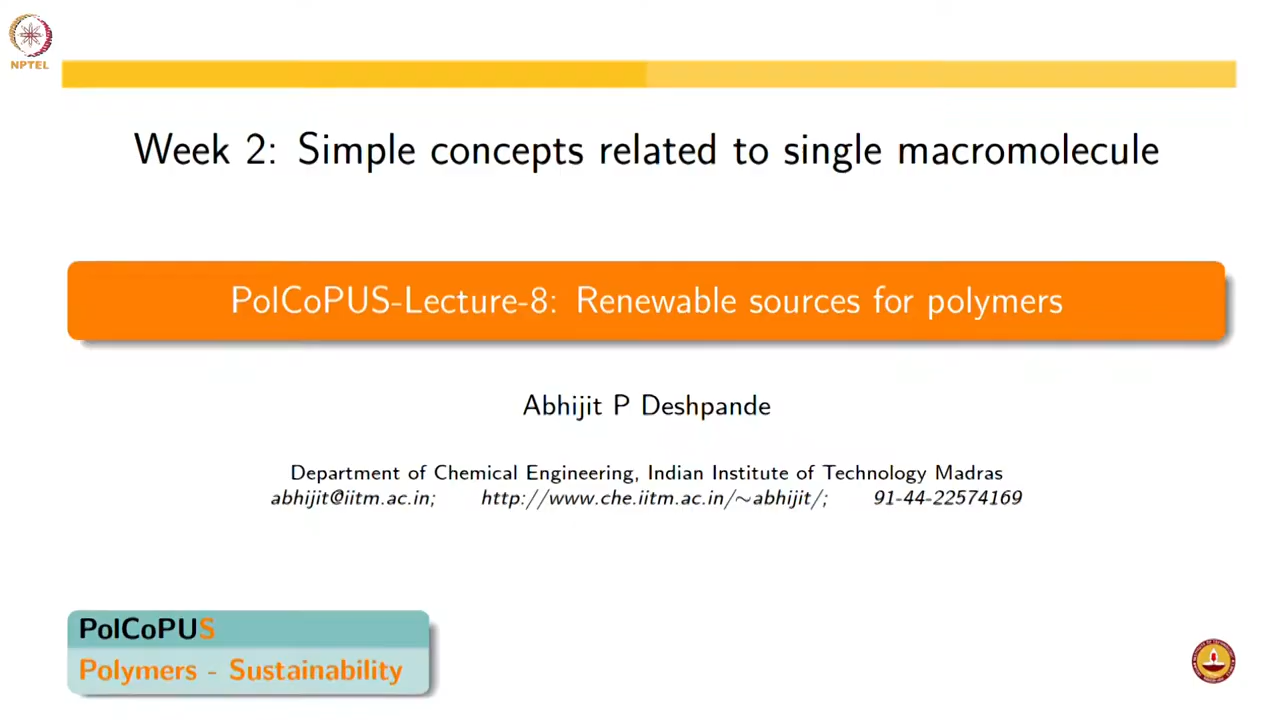 NPTEL
Week 2: Simple concepts related to single macromolecule
PolCoPUS-Lecture-8: Renewable sources for polymers
Abhijit P Deshpande
Department of Chemical Engineering, Indian Institute of Technology Madras
abhijit@iitm.ac.in; http://www.che.iitm.ac.in/~abhijit/; 91-44-22574169
PolCoPUS
Polymers - Sustainability